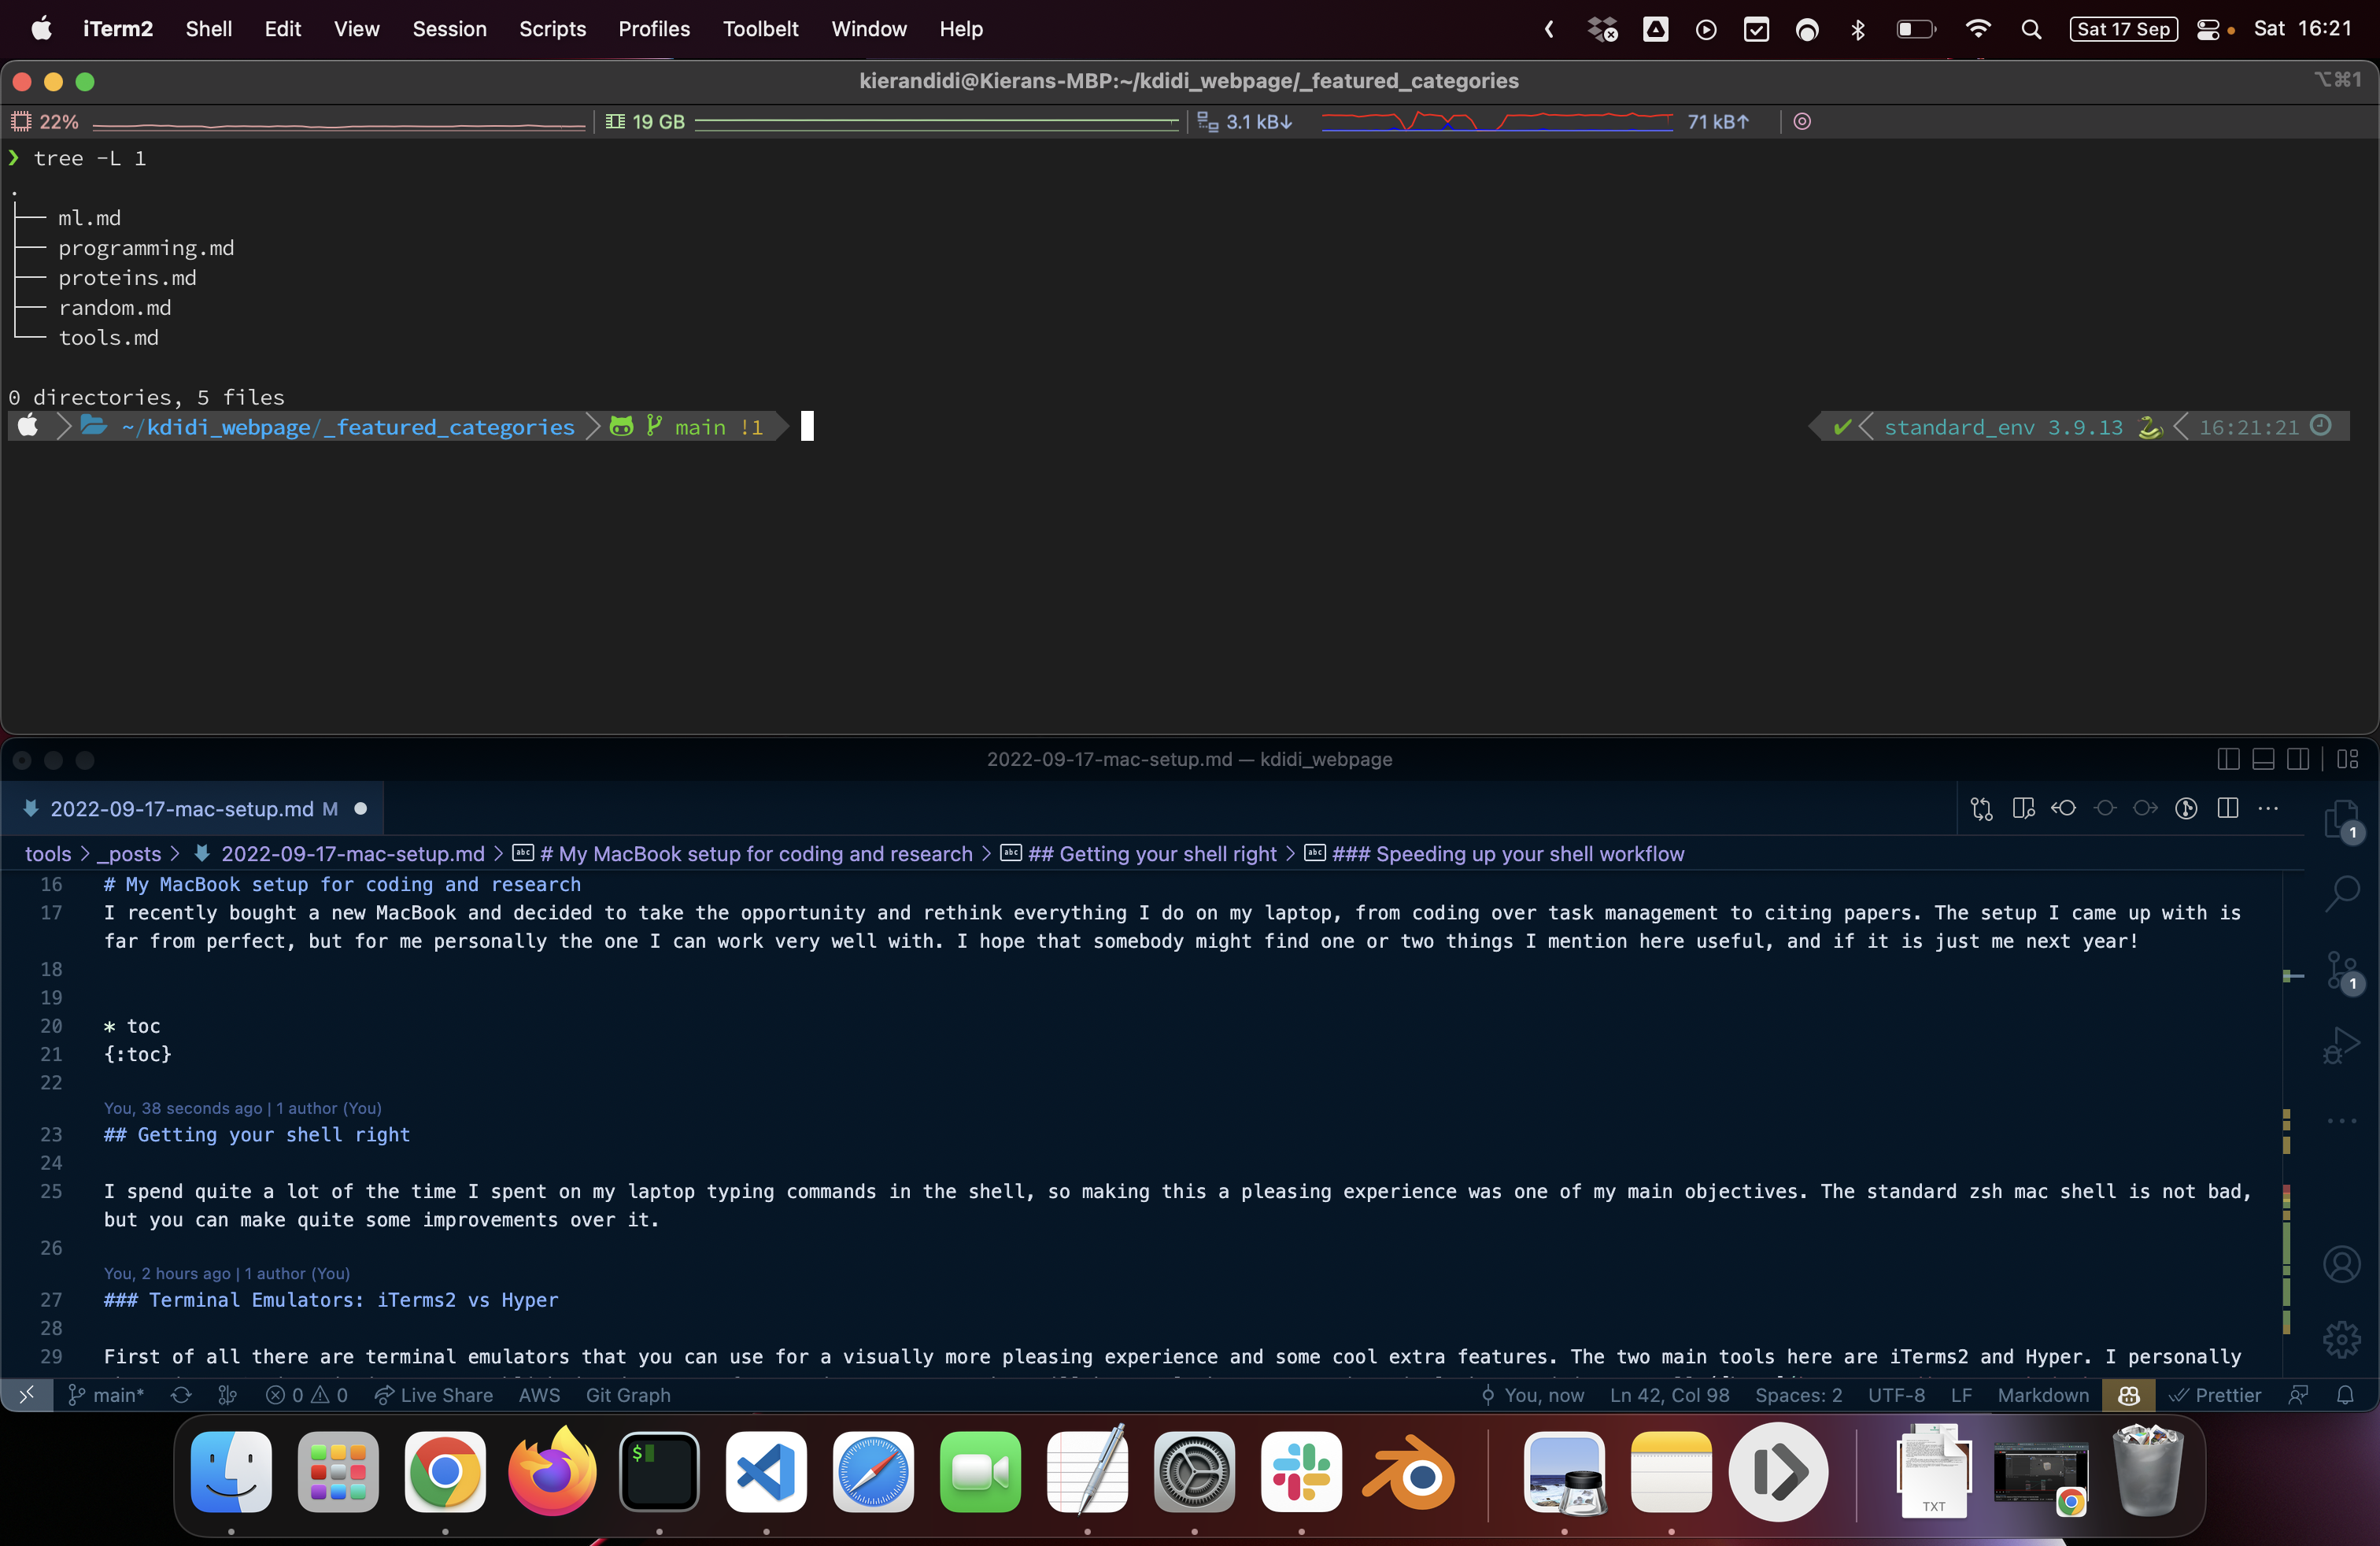 iTerm2 Shell Edit View Session Scripts Profiles Toolbelt Window Help Sat 17 Sep Sat 16:21
kierandidi@Kierans-MBP:~/kdidi_webpage/_featured_categories ⌥⌘1
22% 19 GB 3.1 kB↓ 71 kB↑
❯ tree -L 1
.
├── ml.md
├── programming.md
├── proteins.md
├── random.md
└── tools.md
0 directories, 5 files
~/kdidi_webpage/_featured_categories main !1 ✔ standard_env 3.9.13 16:21:21
2022-09-17-mac-setup.md — kdidi_webpage
2022-09-17-mac-setup.md M ●
tools > _posts > 2022-09-17-mac-setup.md > abc # My MacBook setup for coding and research > abc ## Getting your shell right > abc ### Speeding up your shell workflow
1
16 # My MacBook setup for coding and research
17 I recently bought a new MacBook and decided to take the opportunity and rethink everything I do on my laptop, from coding over task management to citing papers. The setup I came up with is
far from perfect, but for me personally the one I can work very well with. I hope that somebody might find one or two things I mention here useful, and if it is just me next year!
18
1
19
20 * toc
21 {:toc}
22
You, 38 seconds ago | 1 author (You)
23 ## Getting your shell right
24
25 I spend quite a lot of the time I spent on my laptop typing commands in the shell, so making this a pleasing experience was one of my main objectives. The standard zsh mac shell is not bad,
but you can make quite some improvements over it.
26
You, 2 hours ago | 1 author (You)
27 ### Terminal Emulators: iTerms2 vs Hyper
28
29 First of all there are terminal emulators that you can use for a visually more pleasing experience and some cool extra features. The two main tools here are iTerms2 and Hyper. I personally
main* 0 0 Live Share AWS Git Graph You, now Ln 42, Col 98 Spaces: 2 UTF-8 LF Markdown Prettier
$
TXT